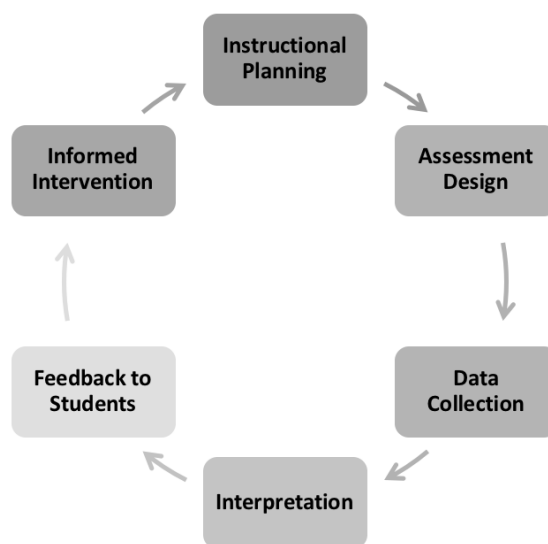 Instructional
Planning
Assessment
Design
Data
Collection
Interpretation
Feedback to
Students
Informed
Intervention